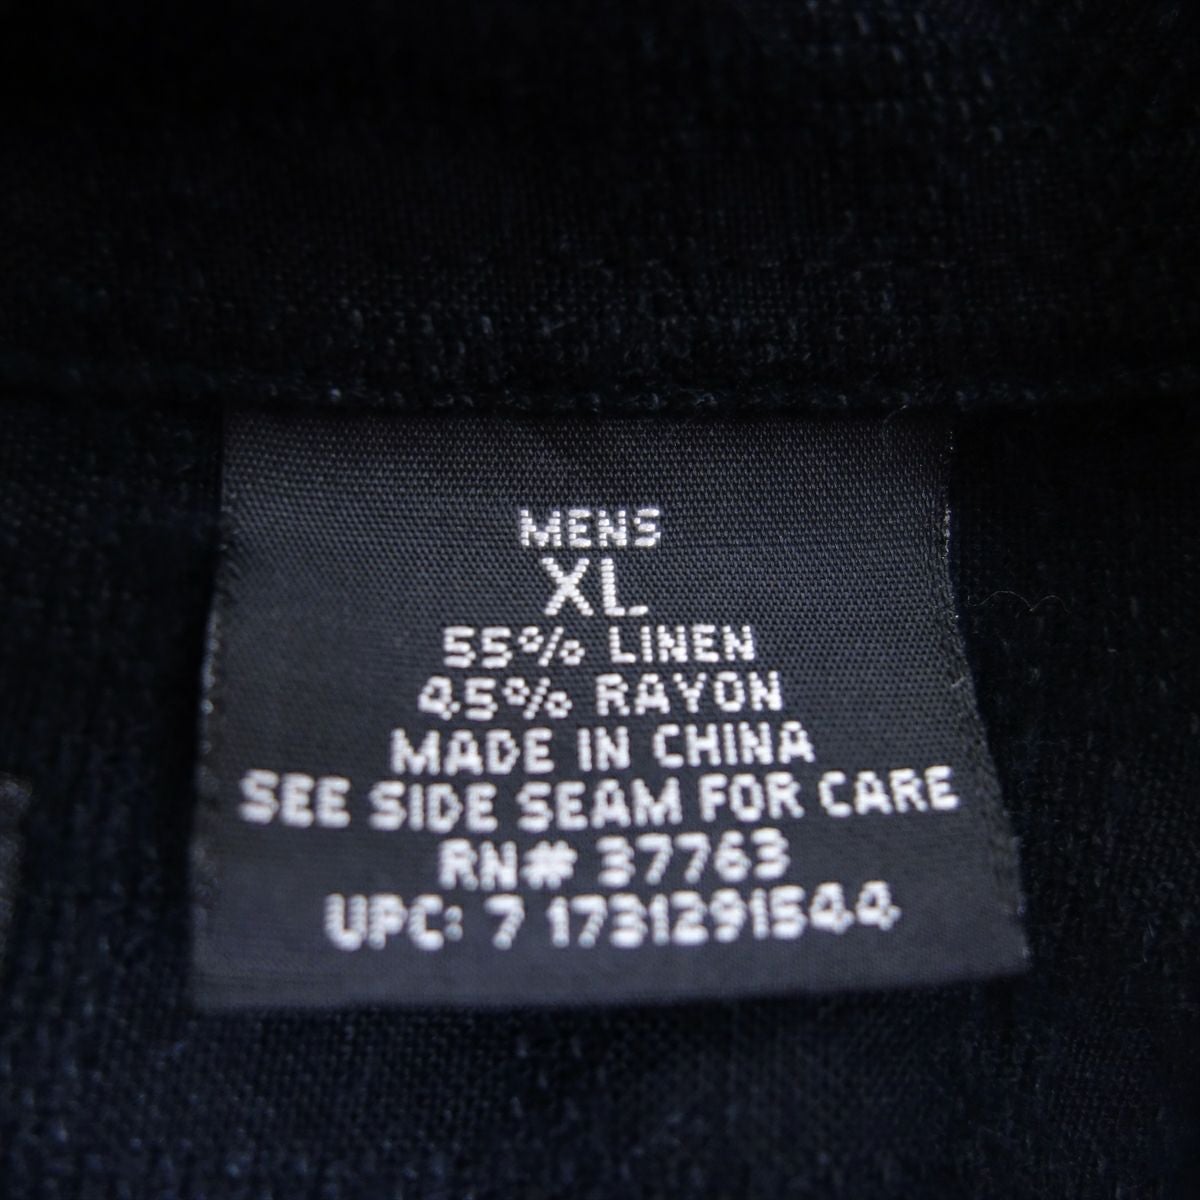 MENS
XL
55% LINEN
45% RAYON
MADE IN CHINA
SEE SIDE SEAM FOR CARE
RN# 37763
UPC: 7 1731291544